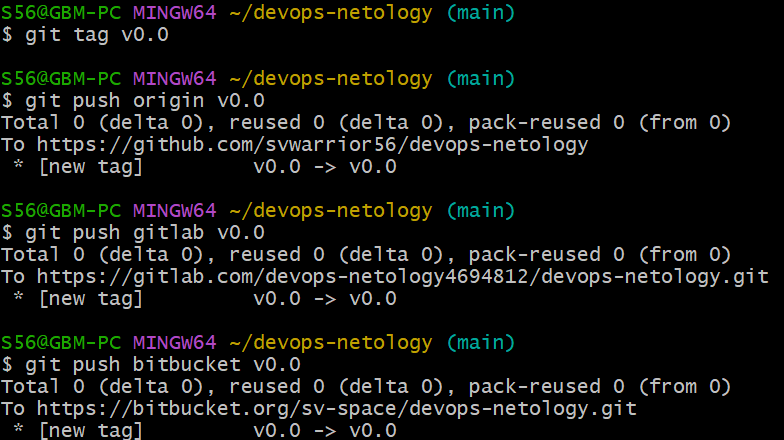 S56@GBM-PC MINGW64 ~/devops-netology (main)
$ git tag v0.0
S56@GBM-PC MINGW64 ~/devops-netology (main)
$ git push origin v0.0
Total 0 (delta 0), reused 0 (delta 0), pack-reused 0 (from 0)
To https://github.com/svwarrior56/devops-netology
 * [new tag]         v0.0 -> v0.0
S56@GBM-PC MINGW64 ~/devops-netology (main)
$ git push gitlab v0.0
Total 0 (delta 0), reused 0 (delta 0), pack-reused 0 (from 0)
To https://gitlab.com/devops-netology4694812/devops-netology.git
 * [new tag]         v0.0 -> v0.0
S56@GBM-PC MINGW64 ~/devops-netology (main)
$ git push bitbucket v0.0
Total 0 (delta 0), reused 0 (delta 0), pack-reused 0 (from 0)
To https://bitbucket.org/sv-space/devops-netology.git
 * [new tag]         v0.0 -> v0.0